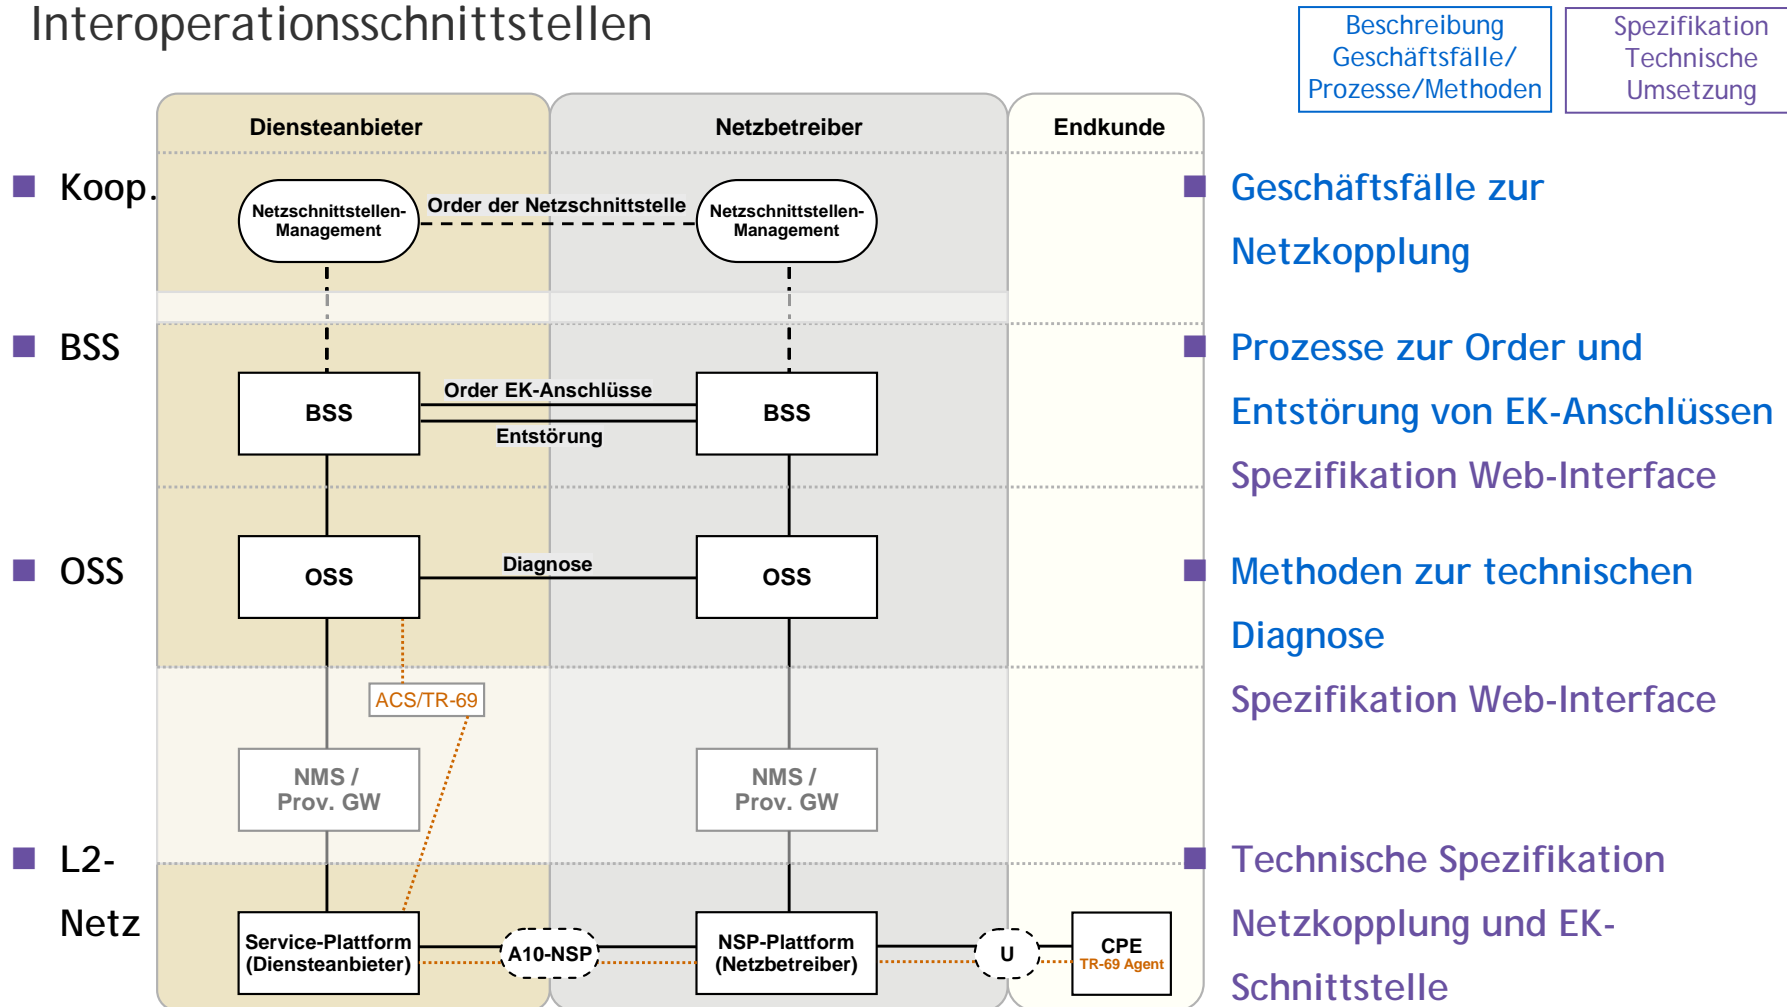 Interoperationsschnittstellen
Beschreibung
Geschäftsfälle/
Prozesse/Methoden
Spezifikation
Technische
Umsetzung
Diensteanbieter
Netzbetreiber
Endkunde
Koop.
Netzschnittstellen-
Management
Order der Netzschnittstelle
Netzschnittstellen-
Management
Geschäftsfälle zur
Netzkopplung
BSS
BSS
Order EK-Anschlüsse
Entstörung
BSS
Prozesse zur Order und
Entstörung von EK-Anschlüssen
Spezifikation Web-Interface
OSS
OSS
Diagnose
OSS
Methoden zur technischen
Diagnose
Spezifikation Web-Interface
ACS/TR-69
NMS /
Prov. GW
NMS /
Prov. GW
L2-
Netz
Service-Plattform
(Diensteanbieter)
A10-NSP
NSP-Plattform
(Netzbetreiber)
U
CPE
TR-69 Agent
Technische Spezifikation
Netzkopplung und EK-
Schnittstelle